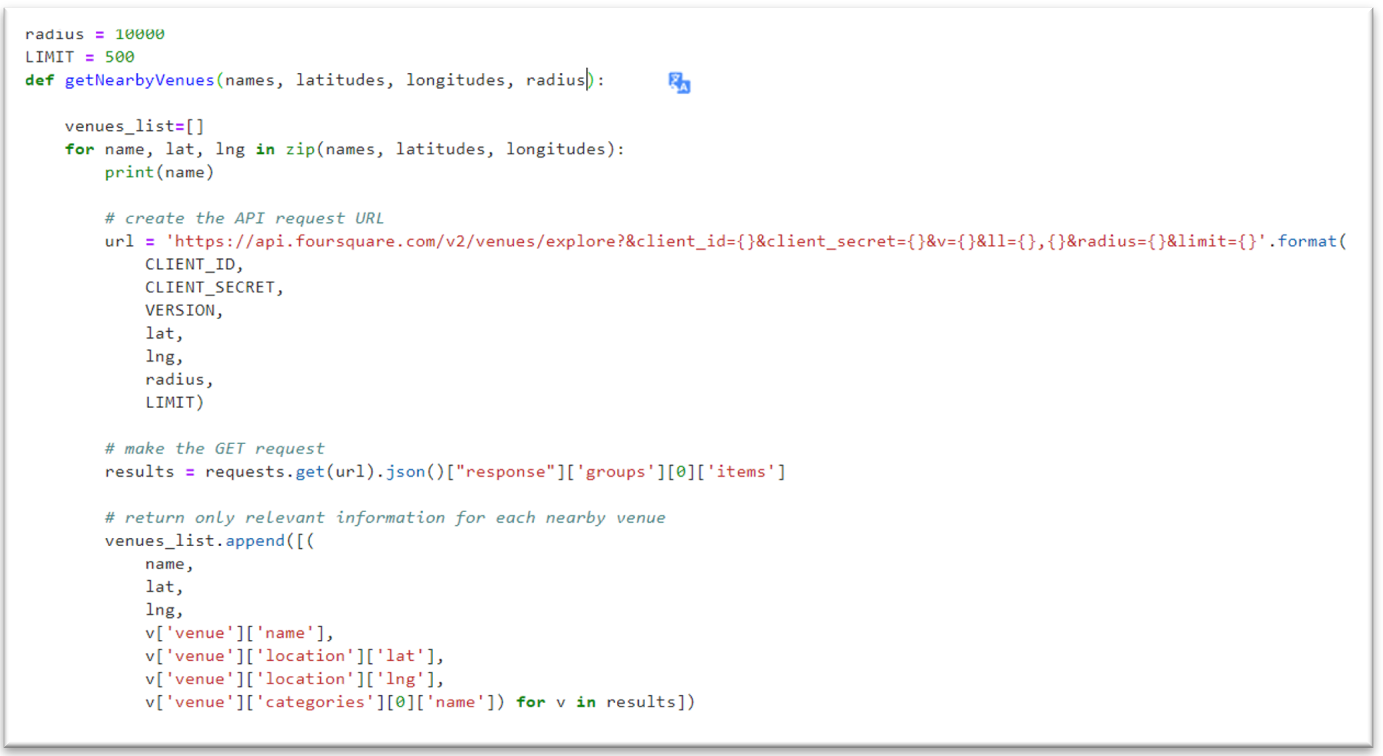 radius = 10000
LIMIT = 500
def getNearbyVenues(names, latitudes, longitudes, radius):
    venues_list=[]
    for name, lat, lng in zip(names, latitudes, longitudes):
        print(name)
        # create the API request URL
        url = 'https://api.foursquare.com/v2/venues/explore?&client_id={}&client_secret={}&v={}&ll={},{}&radius={}&limit={}'.format(
            CLIENT_ID,
            CLIENT_SECRET,
            VERSION,
            lat,
            lng,
            radius,
            LIMIT)
        # make the GET request
        results = requests.get(url).json()["response"]['groups'][0]['items']
        # return only relevant information for each nearby venue
        venues_list.append([(
            name,
            lat,
            lng,
            v['venue']['name'],
            v['venue']['location']['lat'],
            v['venue']['location']['lng'],
            v['venue']['categories'][0]['name']) for v in results])